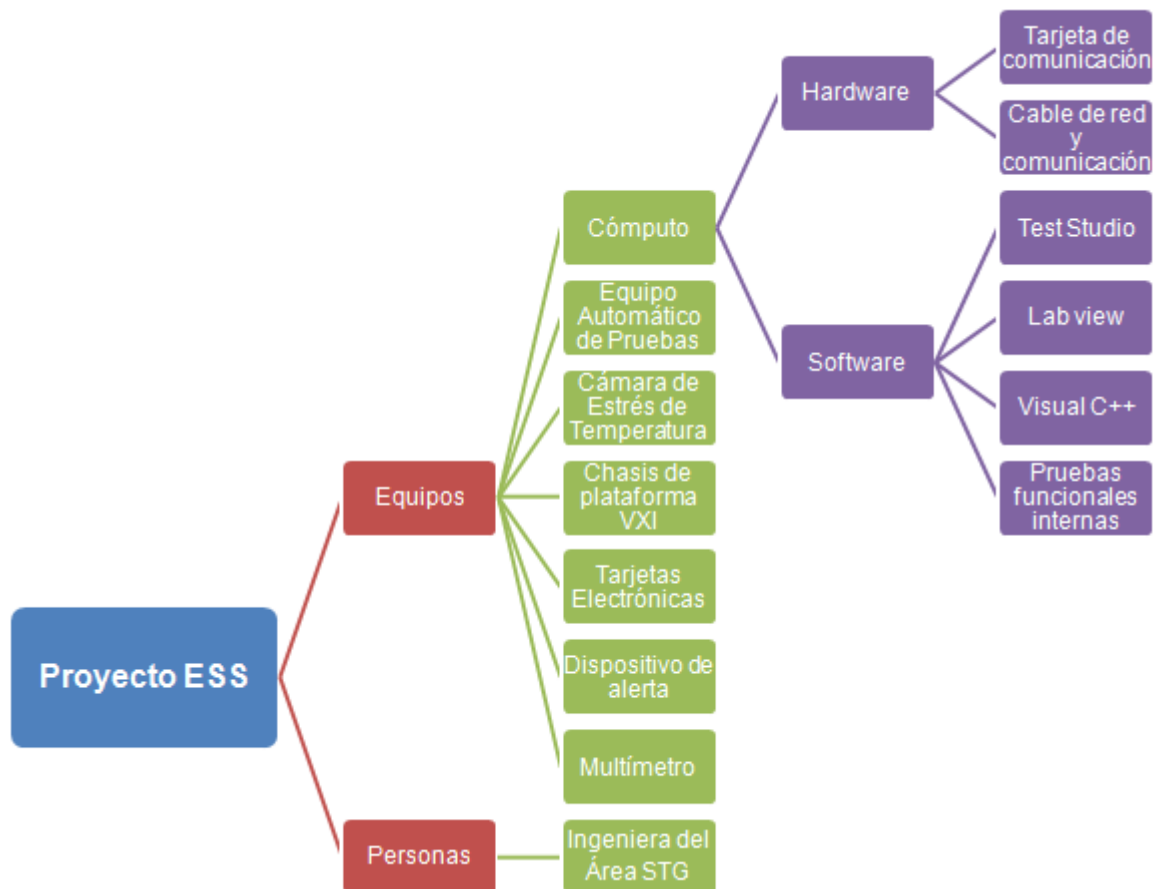 Proyecto ESS
Equipos
Personas
Cómputo
Equipo
Automático
de Pruebas
Cámara de
Estrés de
Temperatura
Chasis de
plataforma
VXI
Tarjetas
Electrónicas
Dispositivo de
alerta
Multímetro
Ingeniera del
Área STG
Hardware
Software
Tarjeta de
comunicación
Cable de red
y
comunicación
Test Studio
Lab view
Visual C++
Pruebas
funcionales
internas